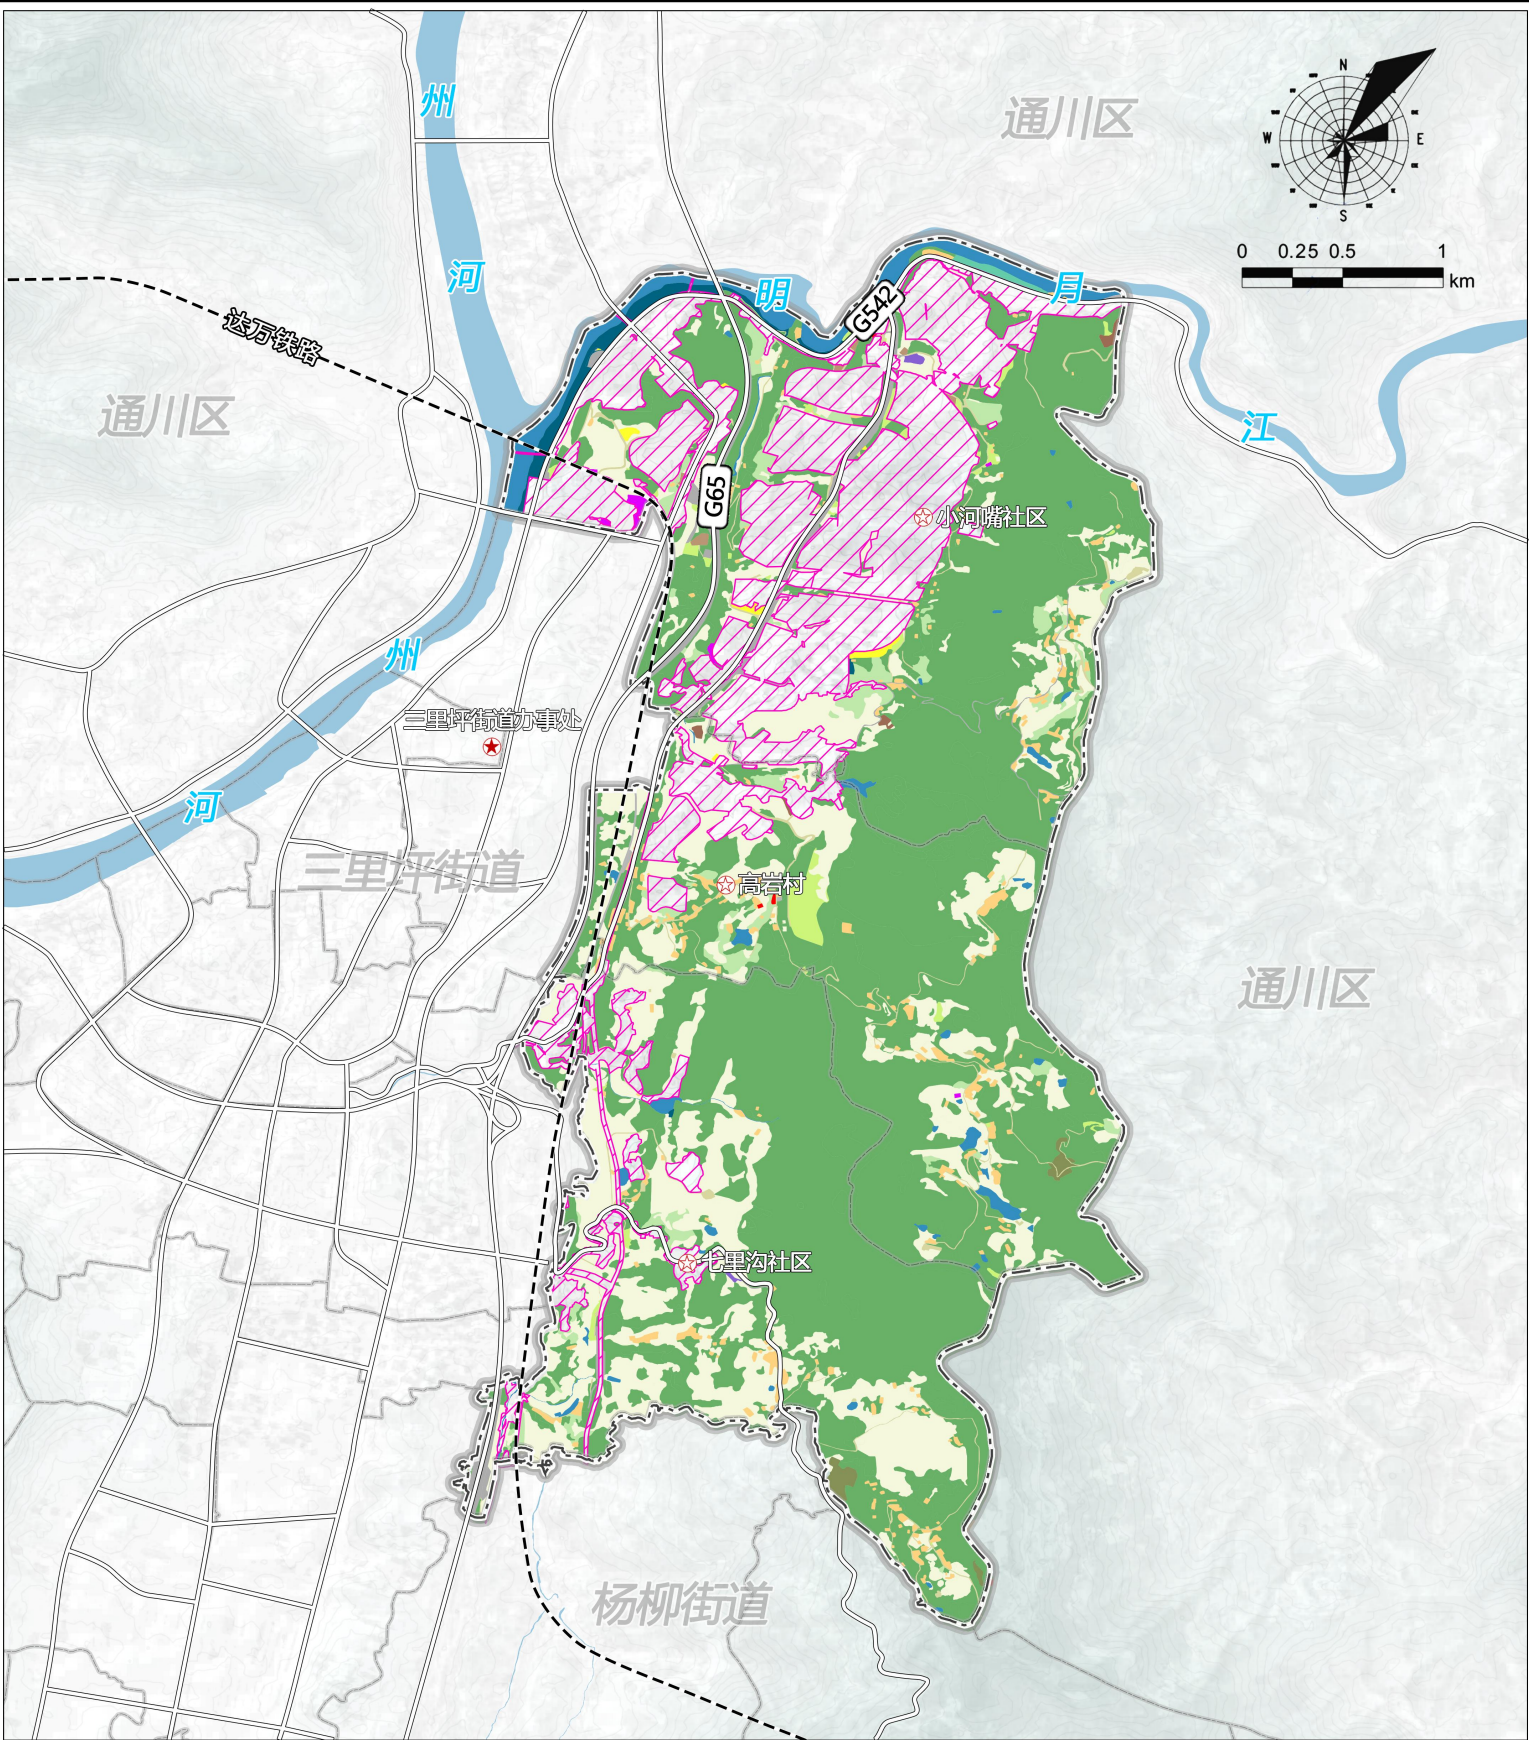 州
通川区
N
W
E
S
0 0.25 0.5 1
km
河
明
月
G542
达万铁路
通川区
江
G65
小河嘴社区
州
三里坪街道办事处
河
三里坪街道
高岩村
通川区
七里沟社区
杨柳街道